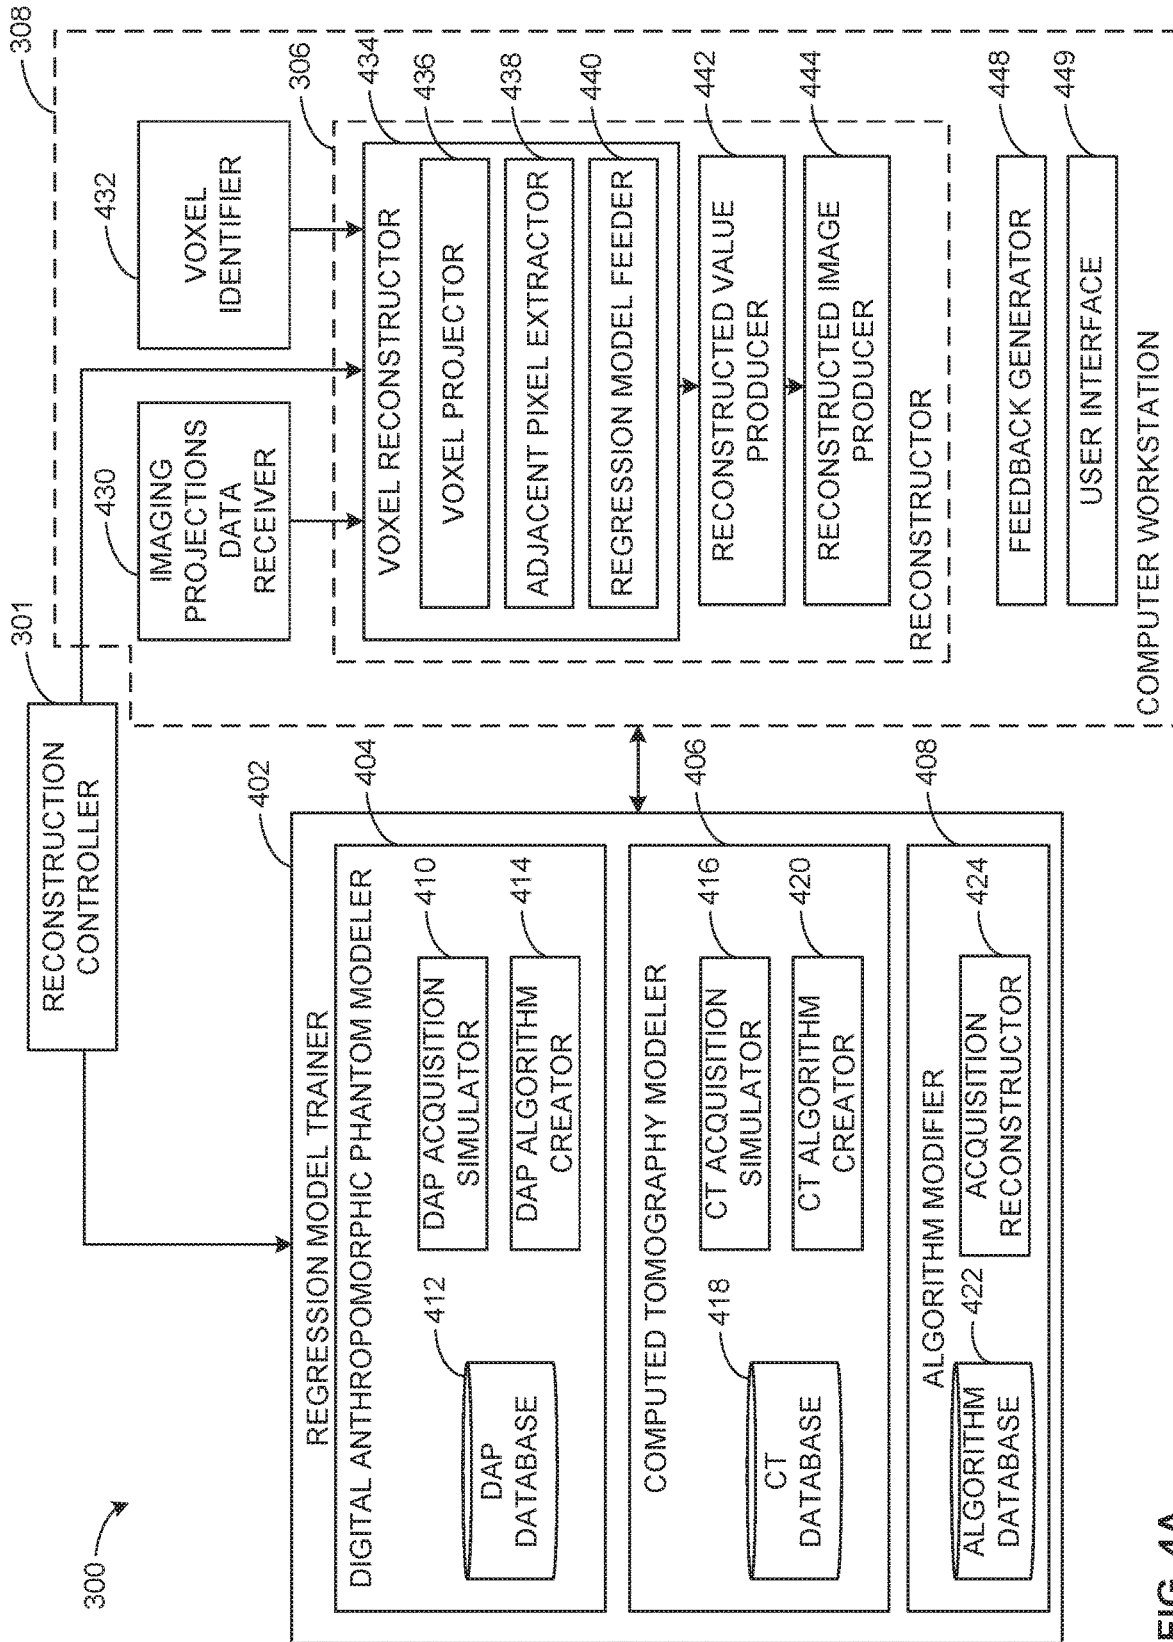 300
RECONSTRUCTION
CONTROLLER
301
402
REGRESSION MODEL TRAINER
404
DIGITAL ANTHROPOMORPHIC PHANTOM MODELER
412
DAP
DATABASE
410
DAP ACQUISITION
SIMULATOR
414
DAP ALGORITHM
CREATOR
406
COMPUTED TOMOGRAPHY MODELER
418
CT
DATABASE
416
CT ACQUISITION
SIMULATOR
420
CT ALGORITHM
CREATOR
408
ALGORITHM MODIFIER
422
ALGORITHM
DATABASE
424
ACQUISITION
RECONSTRUCTOR
308
430
IMAGING
PROJECTIONS
DATA
RECEIVER
432
VOXEL
IDENTIFIER
306
434
VOXEL RECONSTRUCTOR
436
VOXEL PROJECTOR
438
ADJACENT PIXEL EXTRACTOR
440
REGRESSION MODEL FEEDER
442
RECONSTRUCTED VALUE
PRODUCER
444
RECONSTRUCTED IMAGE
PRODUCER
RECONSTRUCTOR
448
FEEDBACK GENERATOR
449
USER INTERFACE
COMPUTER WORKSTATION
FIG. 4A